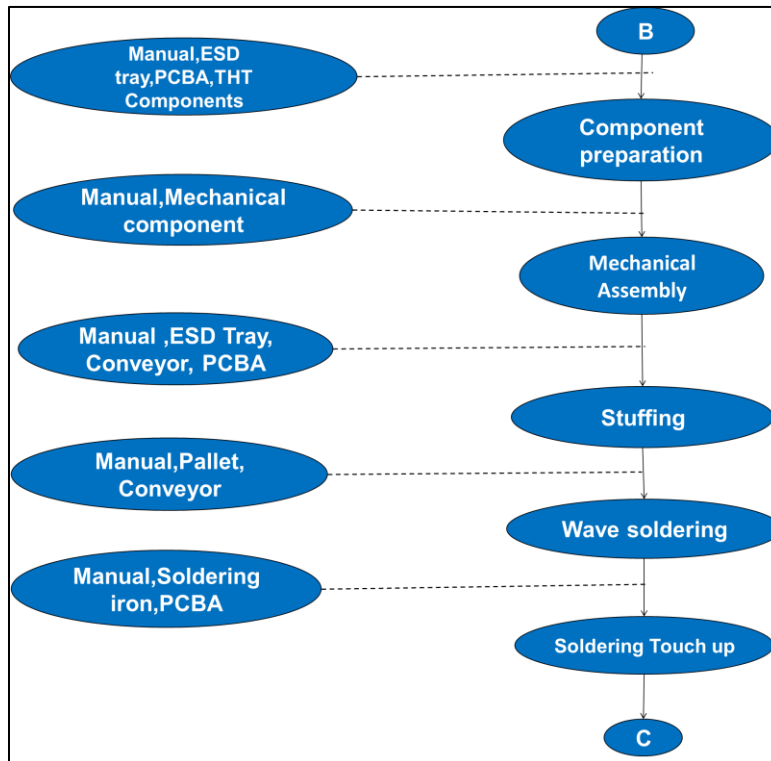 B
Manual,ESD
tray,PCBA,THT
Components
Component
preparation
Manual,Mechanical
component
Mechanical
Assembly
Manual ,ESD Tray,
Conveyor, PCBA
Stuffing
Manual,Pallet,
Conveyor
Wave soldering
Manual,Soldering
iron,PCBA
Soldering Touch up
C